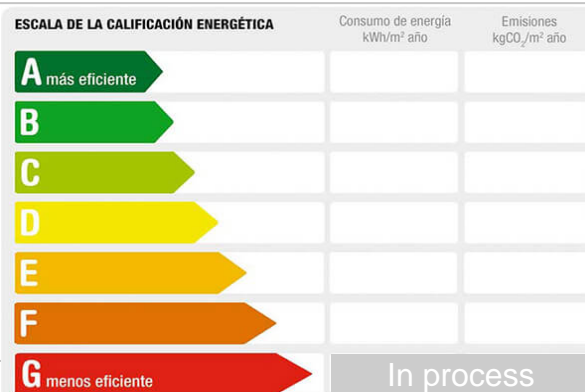 ESCALA DE LA CALIFICACIÓN ENERGÉTICA
Consumo de energía
kWh/m² año
Emisiones
kgCO₂/m² año
A más eficiente
B
C
D
E
F
G menos eficiente
In process